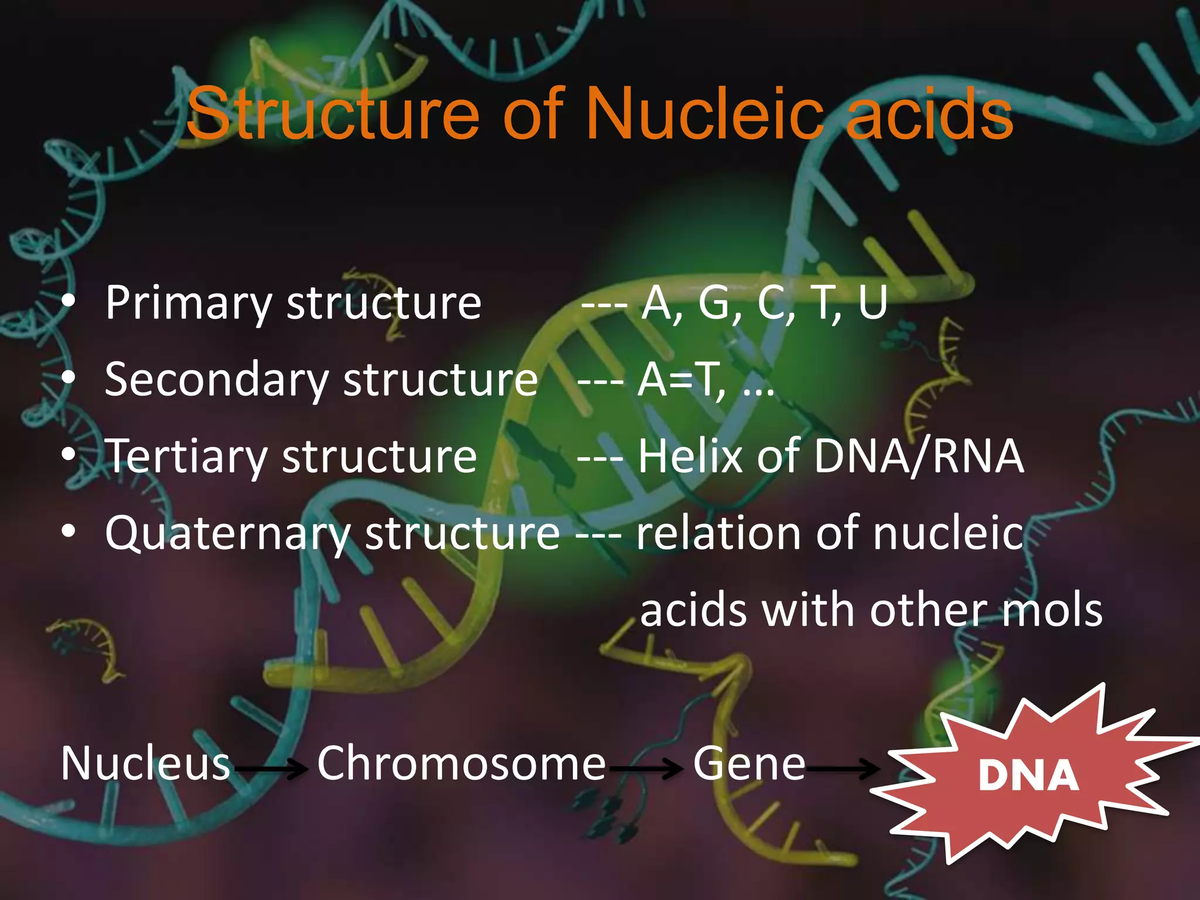 Structure of Nucleic acids
• Primary structure --- A, G, C, T, U
• Secondary structure --- A=T, ...
• Tertiary structure --- Helix of DNA/RNA
• Quaternary structure --- relation of nucleic
acids with other mols
Nucleus → Chromosome → Gene → DNA